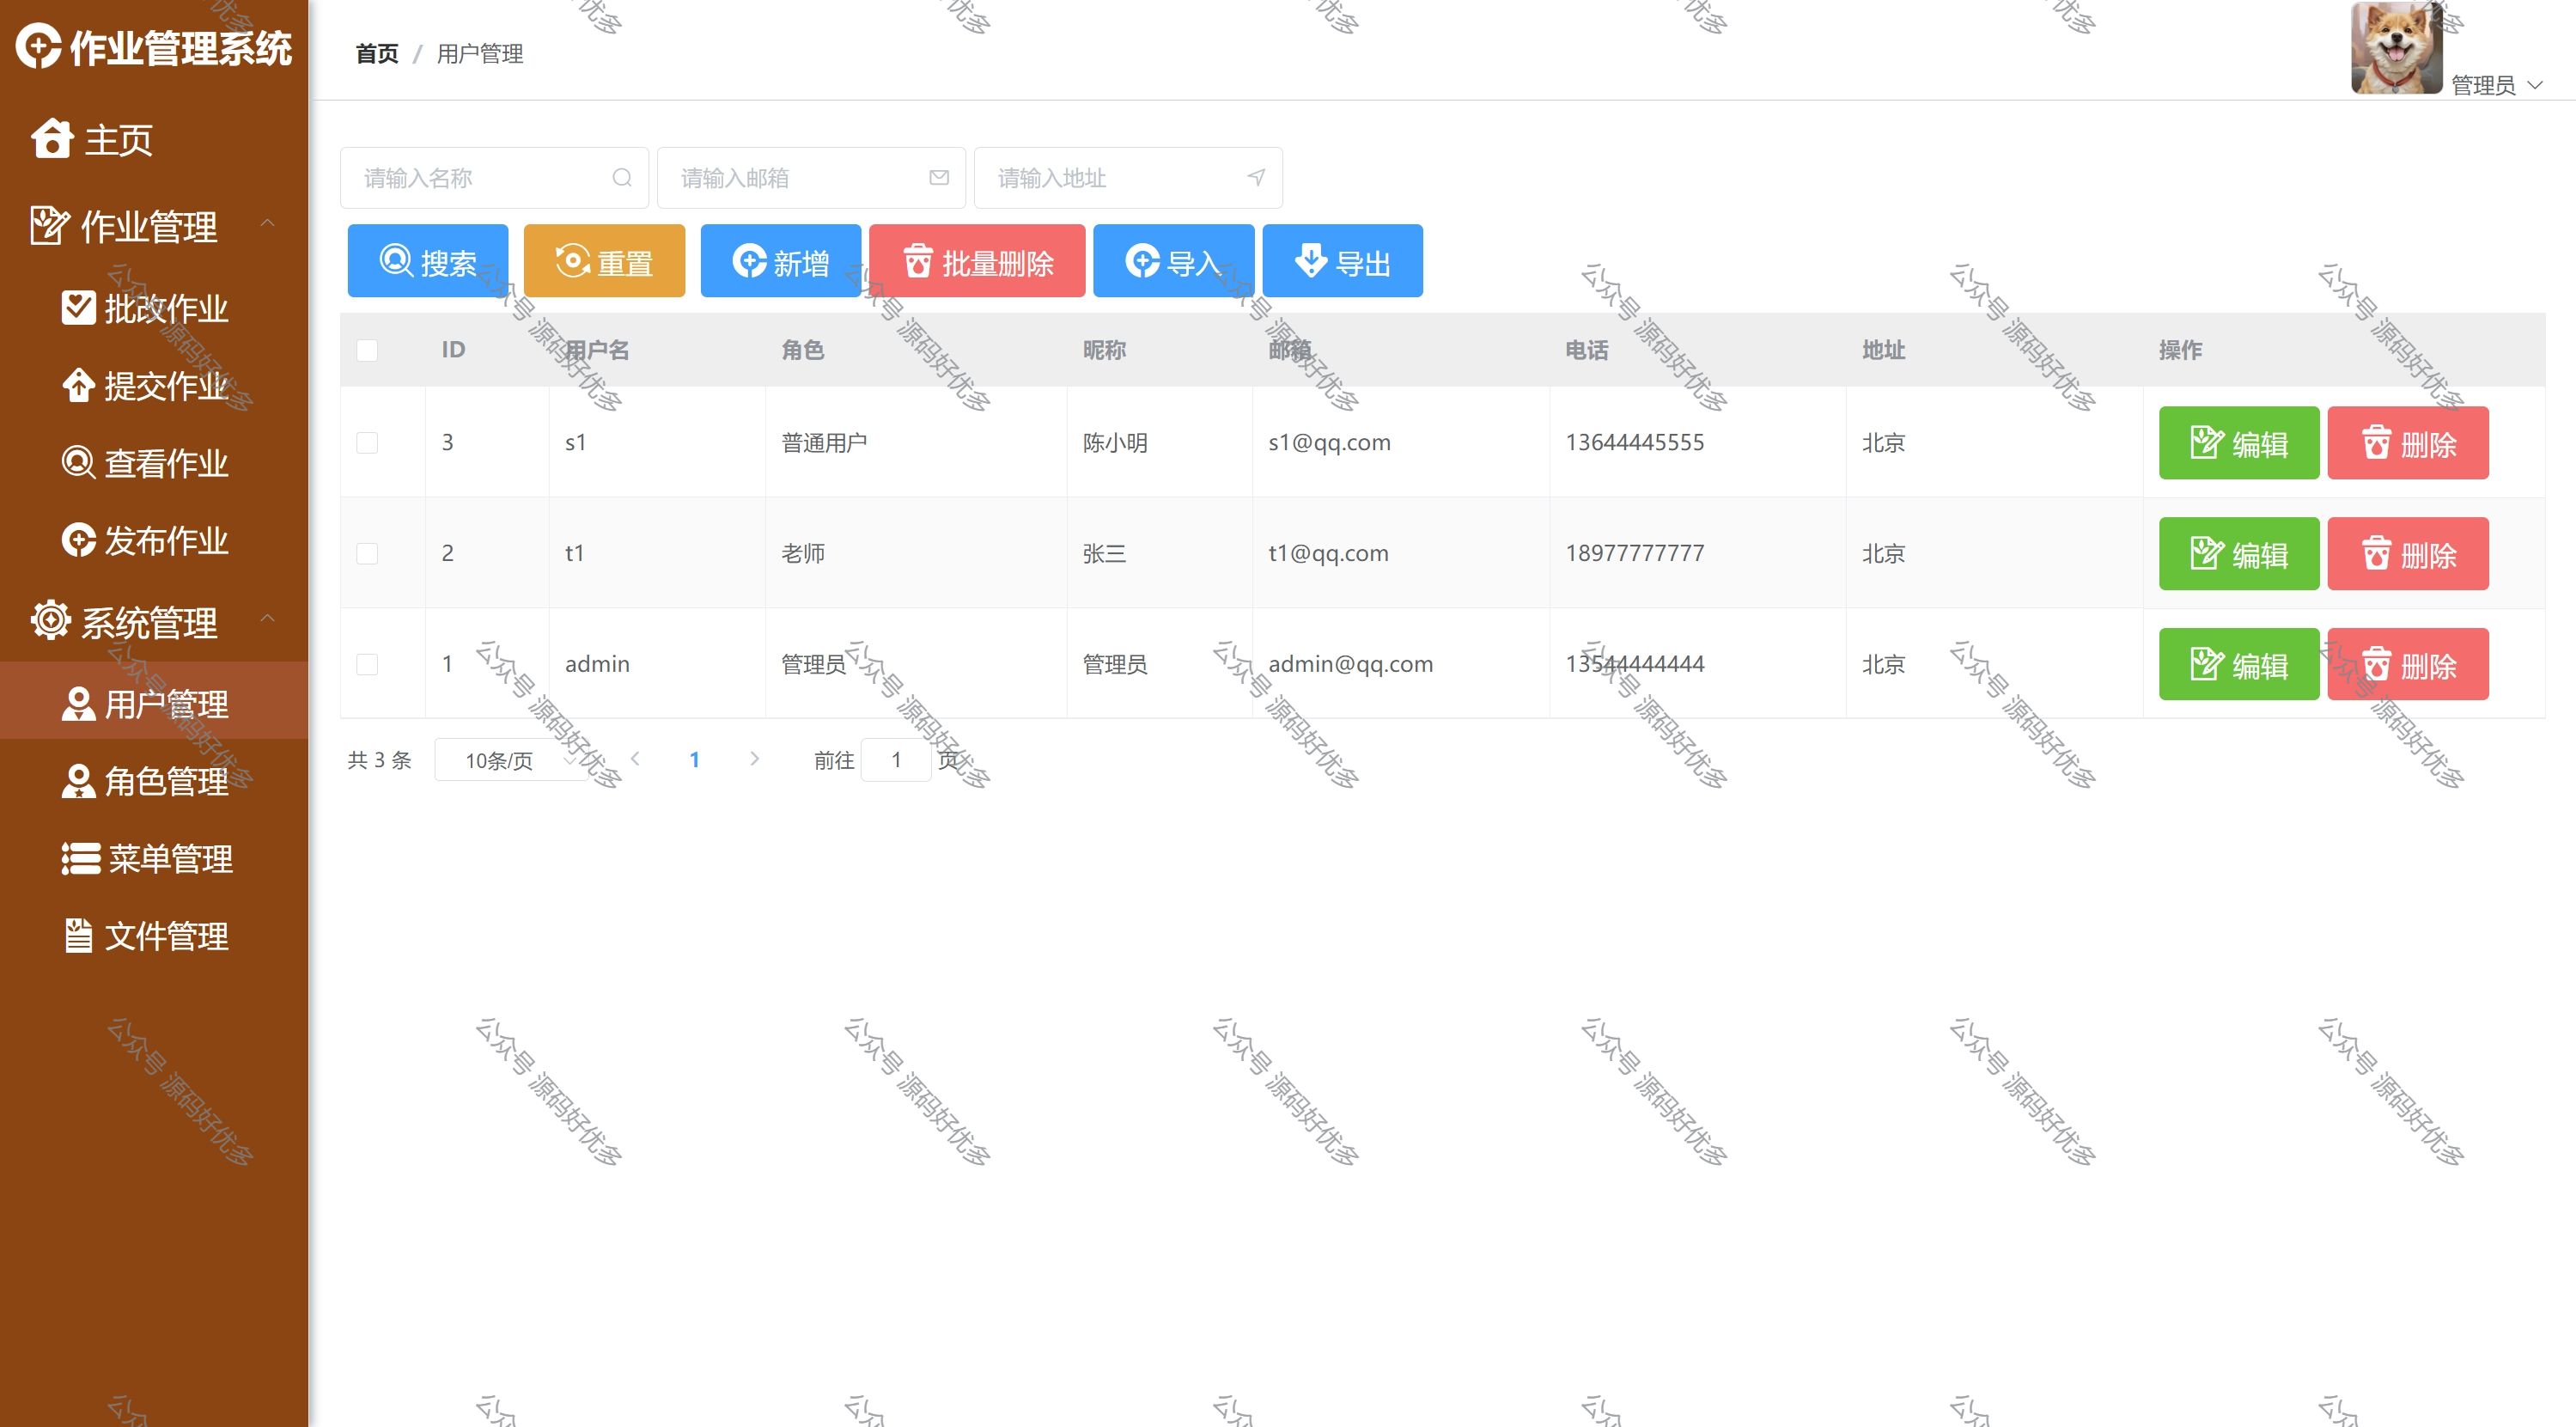 作业管理系统
首页 / 用户管理
管理员
主页
作业管理
批改作业
提交作业
查看作业
发布作业
系统管理
用户管理
角色管理
菜单管理
文件管理
请输入名称 请输入邮箱 请输入地址
搜索 重置 新增 批量删除 导入 导出
ID 用户名 角色 昵称 邮箱 电话 地址 操作
3 s1 普通用户 陈小明 s1@qq.com 13644445555 北京 编辑 删除
2 t1 老师 张三 t1@qq.com 18977777777 北京 编辑 删除
1 admin 管理员 管理员 admin@qq.com 13544444444 北京 编辑 删除
共 3 条 10条/页 1 前往 1 页
公众号 源码好优多